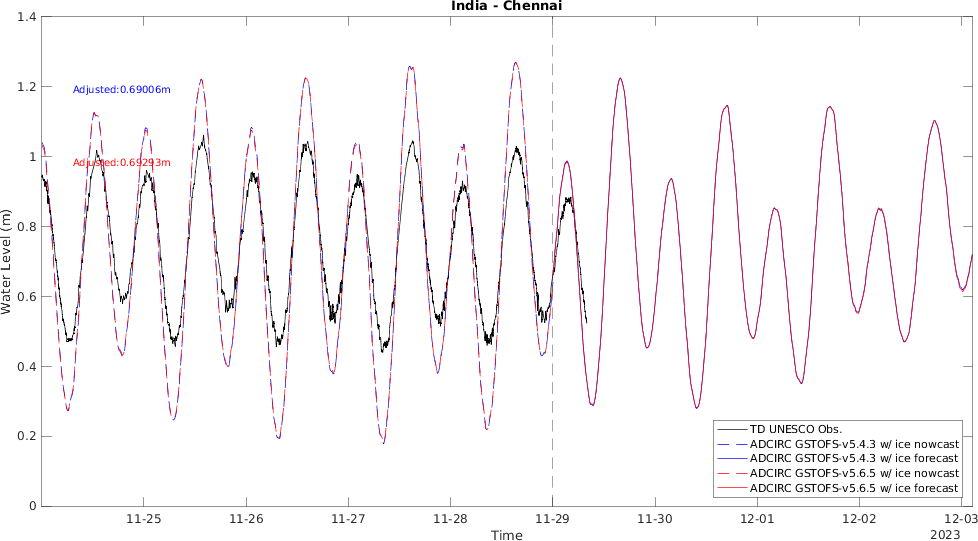 India - Chennai
1.4
1.2
1
0.8
0.6
0.4
0.2
0
Water Level (m)
Adjusted:0.69006m
Adjusted:0.69293m
TD UNESCO Obs.
ADCIRC GSTOFS-v5.4.3 w/ ice nowcast
ADCIRC GSTOFS-v5.4.3 w/ ice forecast
ADCIRC GSTOFS-v5.6.5 w/ ice nowcast
ADCIRC GSTOFS-v5.6.5 w/ ice forecast
11-25 11-26 11-27 11-28 11-29 11-30 12-01 12-02 12-03
Time
2023